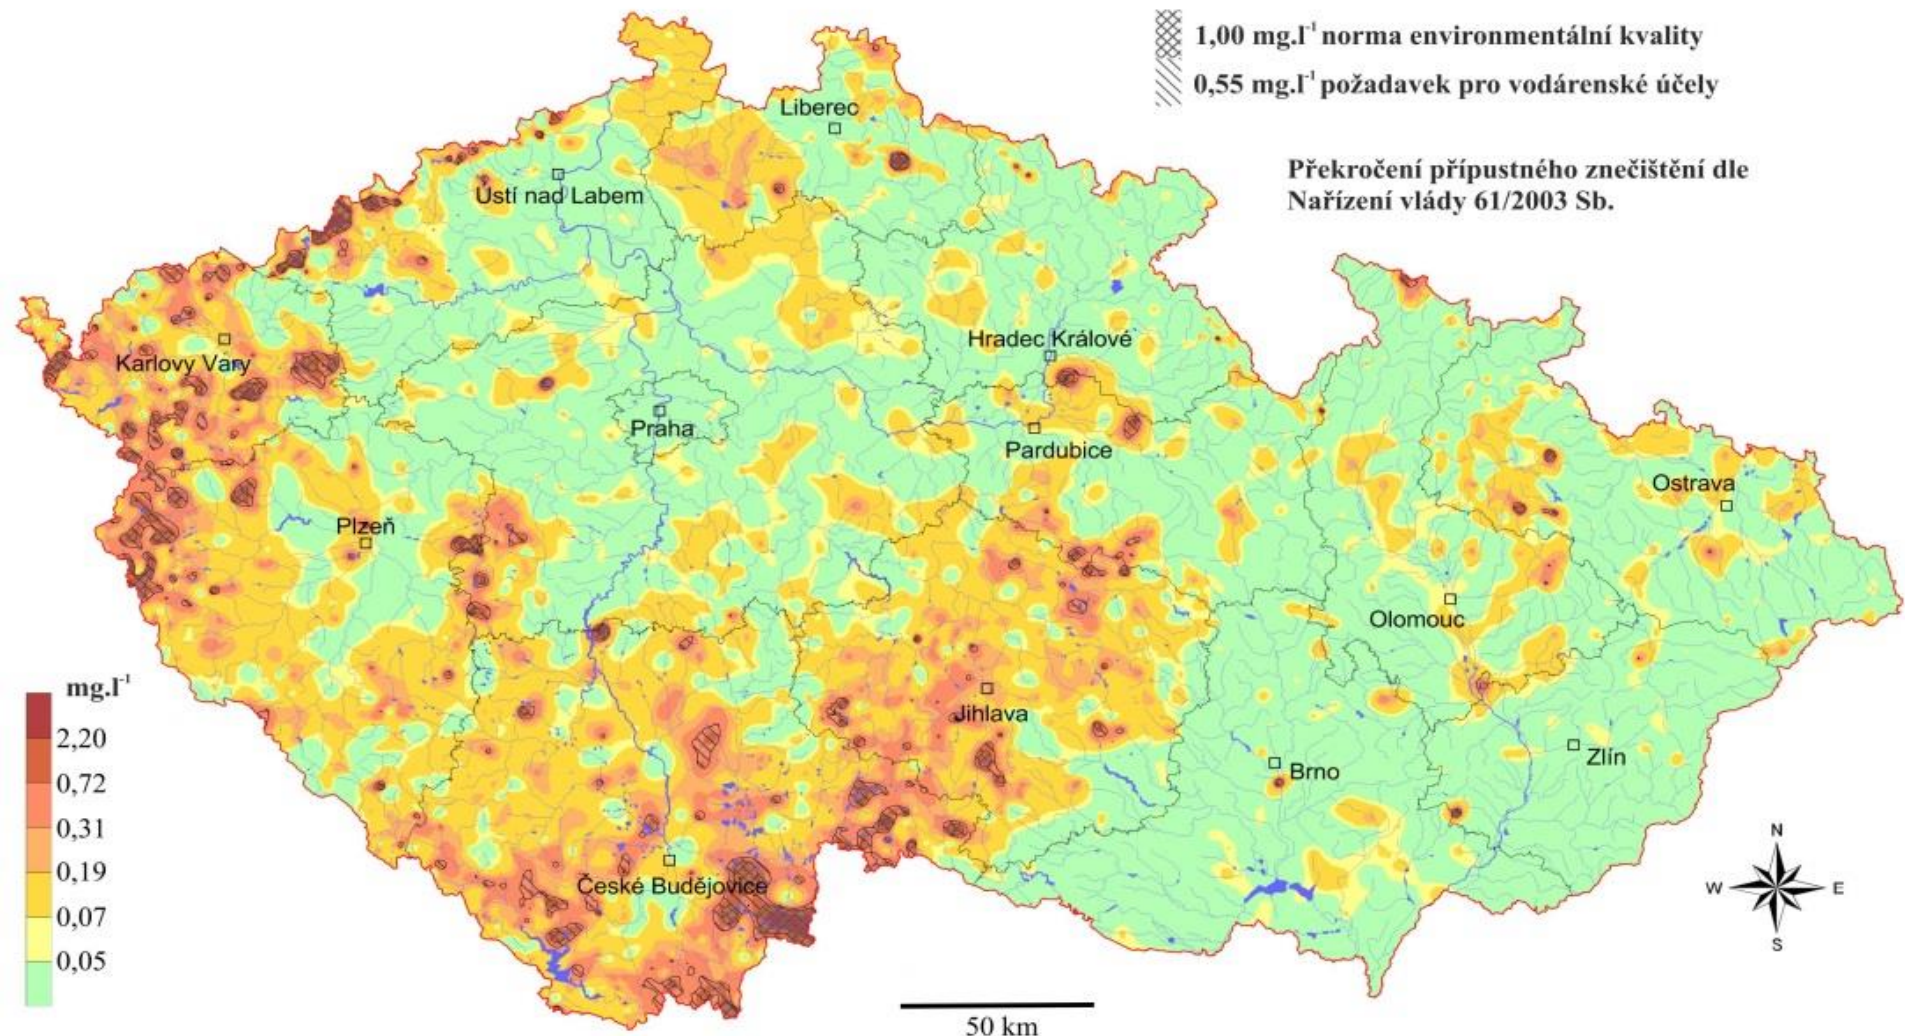 1,00 mg.l⁻¹ norma environmentální kvality
0,55 mg.l⁻¹ požadavek pro vodárenské účely
Překročení přípustného znečištění dle
Nařízení vlády 61/2003 Sb.
Liberec
Ústí nad Labem
Hradec Králové
Karlovy Vary
Praha
Pardubice
Ostrava
Plzeň
Olomouc
Jihlava
Zlín
Brno
České Budějovice
mg.l⁻¹
2,20
0,72
0,31
0,19
0,07
0,05
N
W
E
S
50 km